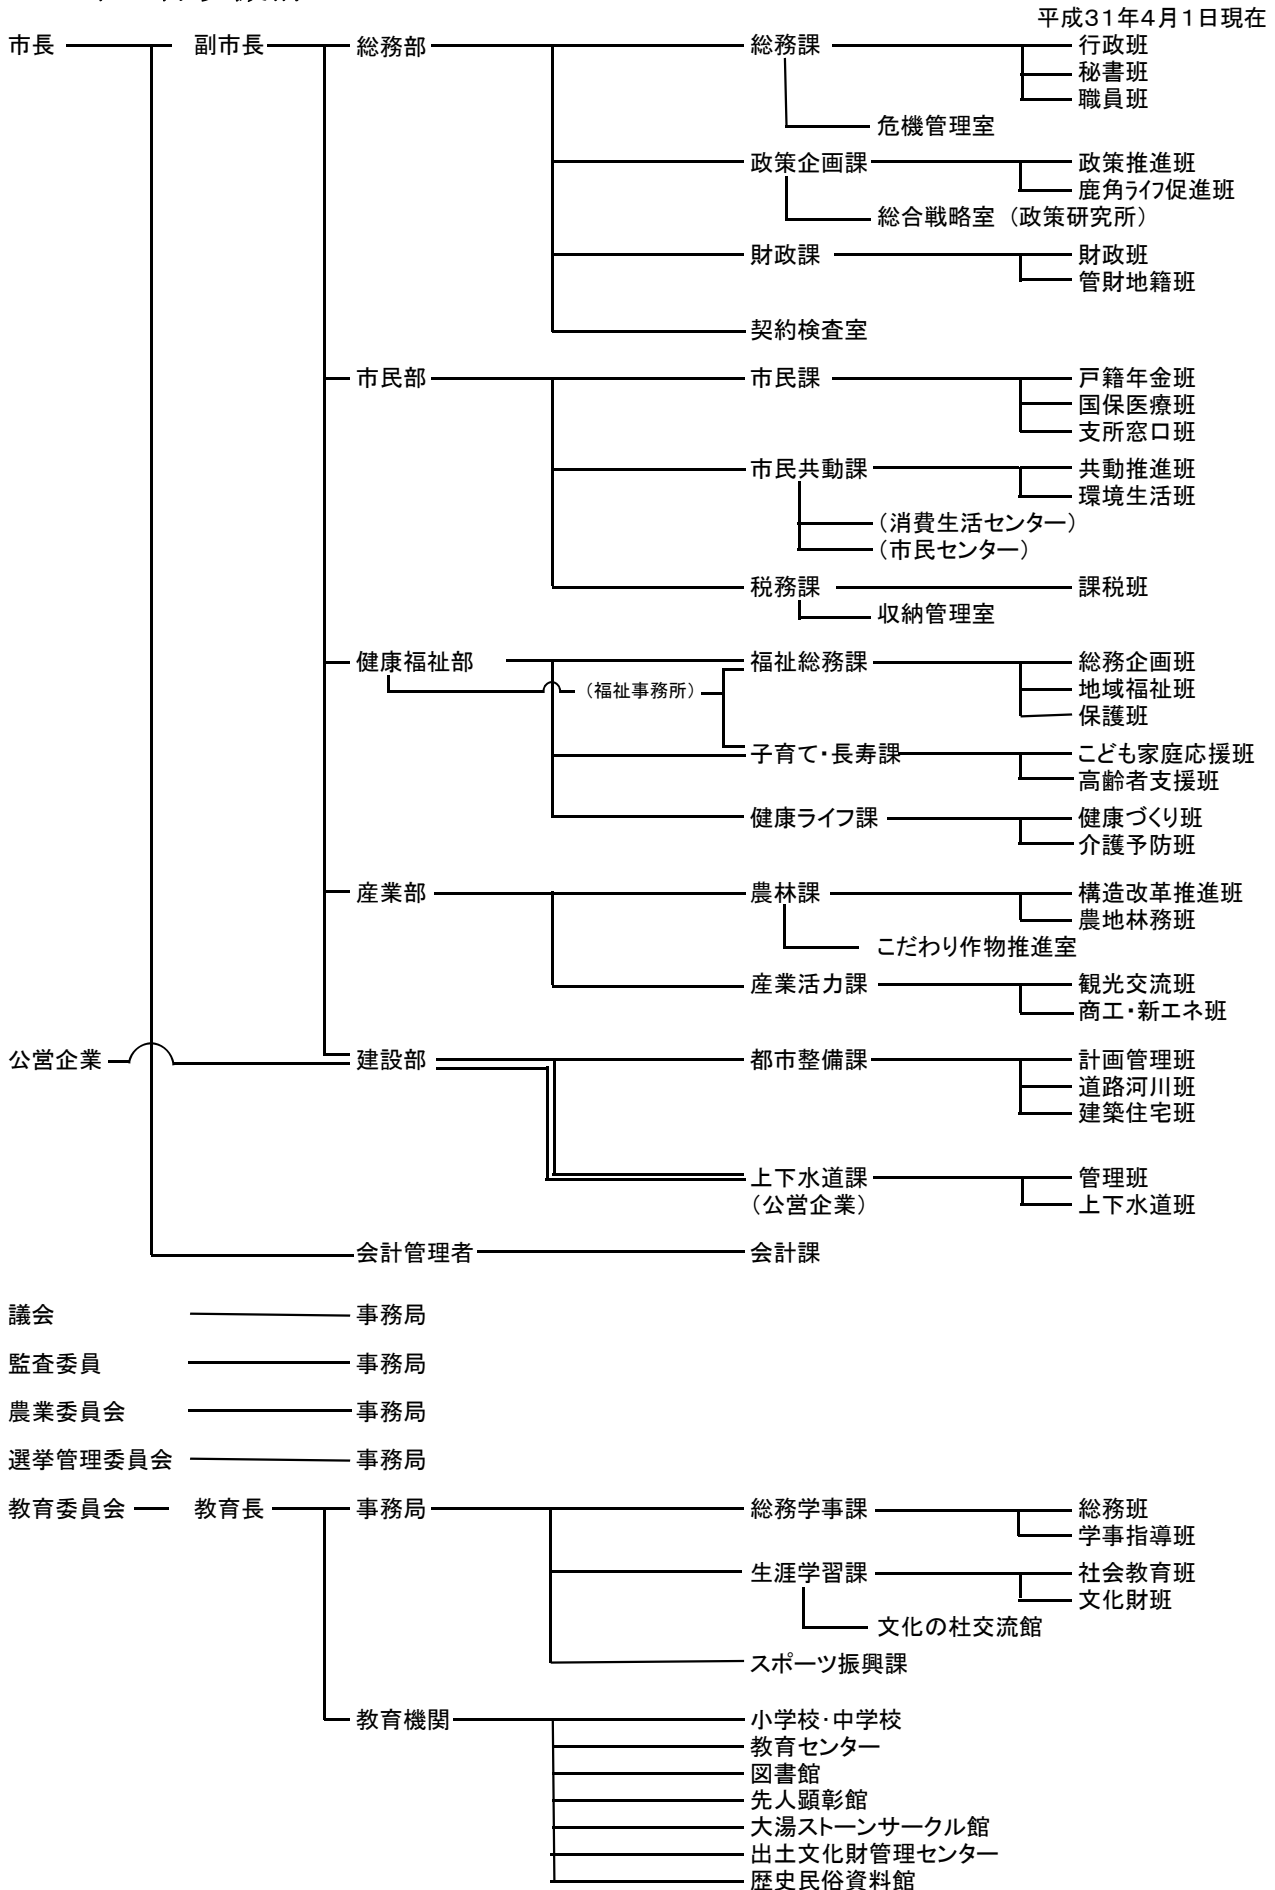 平成31年4月1日現在
市長 副市長 総務部 総務課 行政班
秘書班
職員班
危機管理室
政策企画課 政策推進班
鹿角ライフ促進班
総合戦略室（政策研究所）
財政課 財政班
管財地籍班
契約検査室
市民部 市民課 戸籍年金班
国保医療班
支所窓口班
市民共動課 共動推進班
環境生活班
（消費生活センター）
（市民センター）
税務課 課税班
収納管理室
健康福祉部 福祉総務課 総務企画班
（福祉事務所） 地域福祉班
保護班
子育て・長寿課 こども家庭応援班
高齢者支援班
健康ライフ課 健康づくり班
介護予防班
産業部 農林課 構造改革推進班
農地林務班
こだわり作物推進室
産業活力課 観光交流班
商工・新エネ班
公営企業 建設部 都市整備課 計画管理班
道路河川班
建築住宅班
上下水道課 管理班
（公営企業） 上下水道班
会計管理者 会計課
議会 事務局
監査委員 事務局
農業委員会 事務局
選挙管理委員会 事務局
教育委員会 教育長 事務局 総務学事課 総務班
学事指導班
生涯学習課 社会教育班
文化財班
文化の杜交流館
スポーツ振興課
教育機関 小学校・中学校
教育センター
図書館
先人顕彰館
大湯ストーンサークル館
出土文化財管理センター
歴史民俗資料館